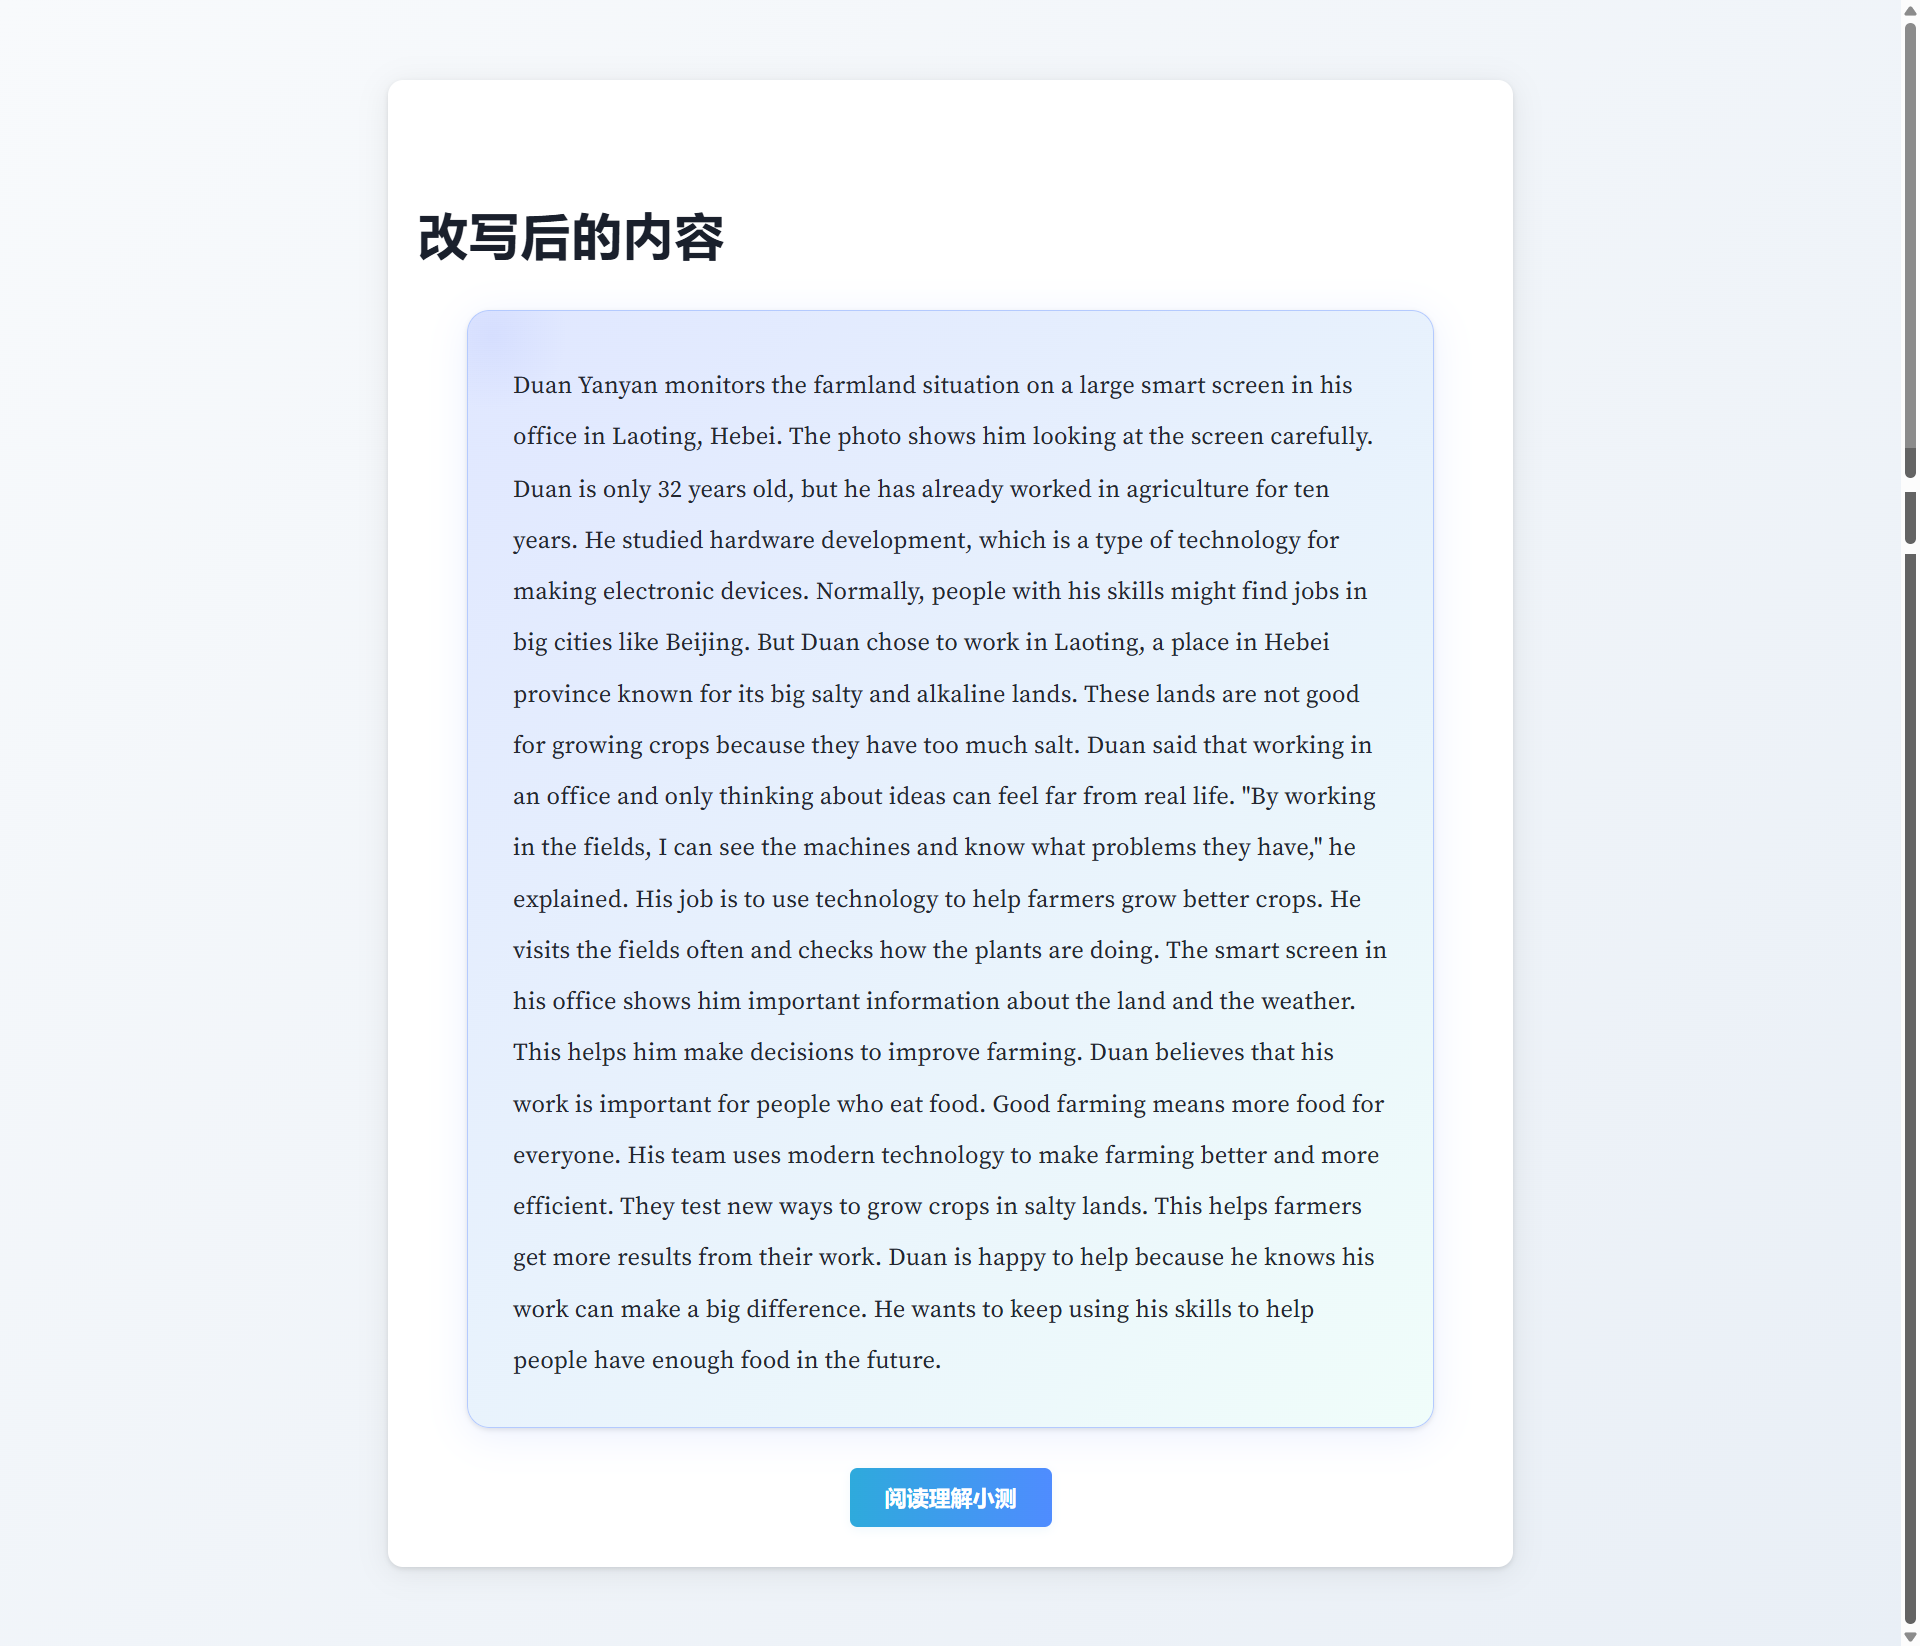 改写后的内容
Duan Yanyan monitors the farmland situation on a large smart screen in his
office in Laoting, Hebei. The photo shows him looking at the screen carefully.
Duan is only 32 years old, but he has already worked in agriculture for ten
years. He studied hardware development, which is a type of technology for
making electronic devices. Normally, people with his skills might find jobs in
big cities like Beijing. But Duan chose to work in Laoting, a place in Hebei
province known for its big salty and alkaline lands. These lands are not good
for growing crops because they have too much salt. Duan said that working in
an office and only thinking about ideas can feel far from real life. "By working
in the fields, I can see the machines and know what problems they have," he
explained. His job is to use technology to help farmers grow better crops. He
visits the fields often and checks how the plants are doing. The smart screen in
his office shows him important information about the land and the weather.
This helps him make decisions to improve farming. Duan believes that his
work is important for people who eat food. Good farming means more food for
everyone. His team uses modern technology to make farming better and more
efficient. They test new ways to grow crops in salty lands. This helps farmers
get more results from their work. Duan is happy to help because he knows his
work can make a big difference. He wants to keep using his skills to help
people have enough food in the future.
阅读理解小测